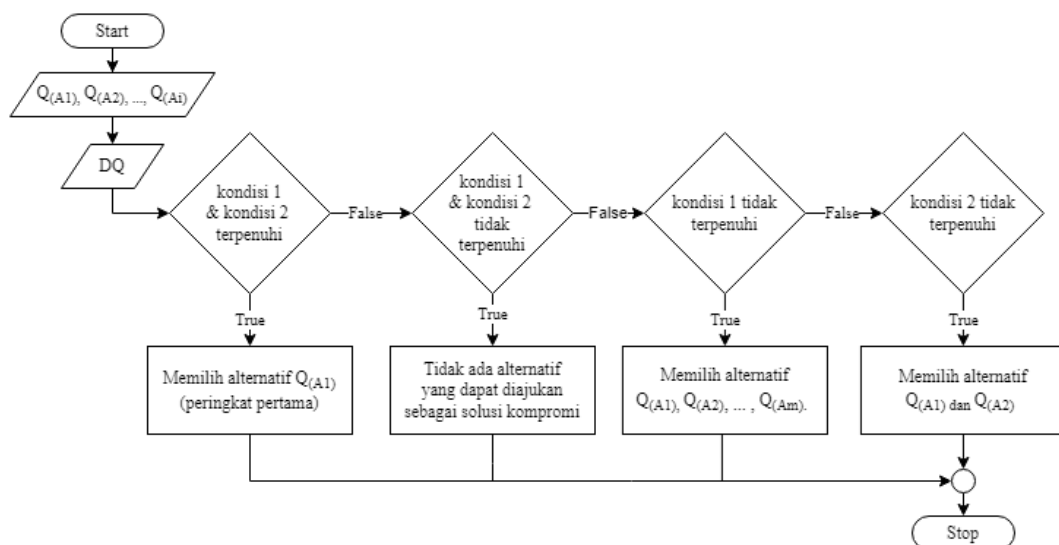 Start
Q(A1), Q(A2), ..., Q(Ai)
DQ
kondisi 1
& kondisi 2
terpenuhi
False
kondisi 1
& kondisi 2
tidak
terpenuhi
False
kondisi 1 tidak
terpenuhi
False
kondisi 2 tidak
terpenuhi
True
True
True
True
Memilih alternatif Q(A1)
(peringkat pertama)
Tidak ada alternatif
yang dapat diajukan
sebagai solusi kompromi
Memilih alternatif
Q(A1), Q(A2), ... , Q(Am).
Memilih alternatif
Q(A1) dan Q(A2)
Stop